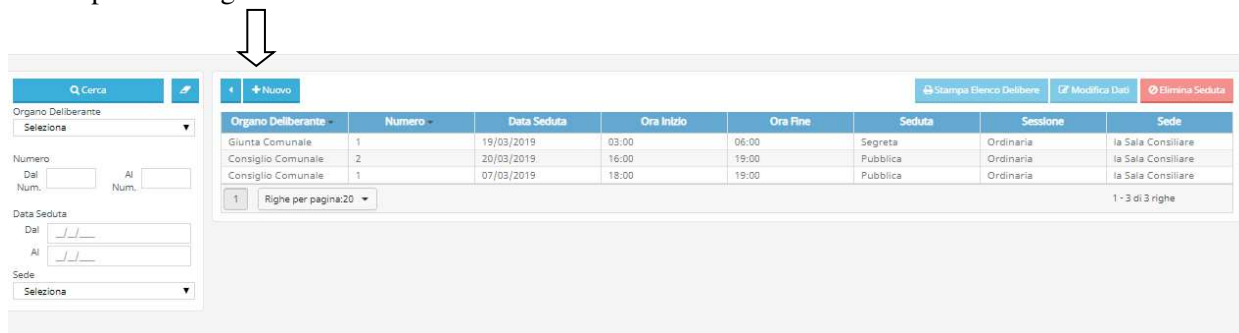 Cerca
+Nuovo
Stampa Elenco Delibere
Modifica Dati
Elimina Seduta
Organo Deliberante
Seleziona
Numero
Dal Num.
Al Num.
Data Seduta
Dal _/_/___
Al _/_/___
Sede
Seleziona
Organo Deliberante Numero Data Seduta Ora Inizio Ora Fine Seduta Sessione Sede
Giunta Comunale 1 19/03/2019 03:00 06:00 Segreta Ordinaria la Sala Consiliare
Consiglio Comunale 2 20/03/2019 16:00 19:00 Pubblica Ordinaria la Sala Consiliare
Consiglio Comunale 1 07/03/2019 18:00 19:00 Pubblica Ordinaria la Sala Consiliare
1 Righe per pagina:20 1 - 3 di 3 righe